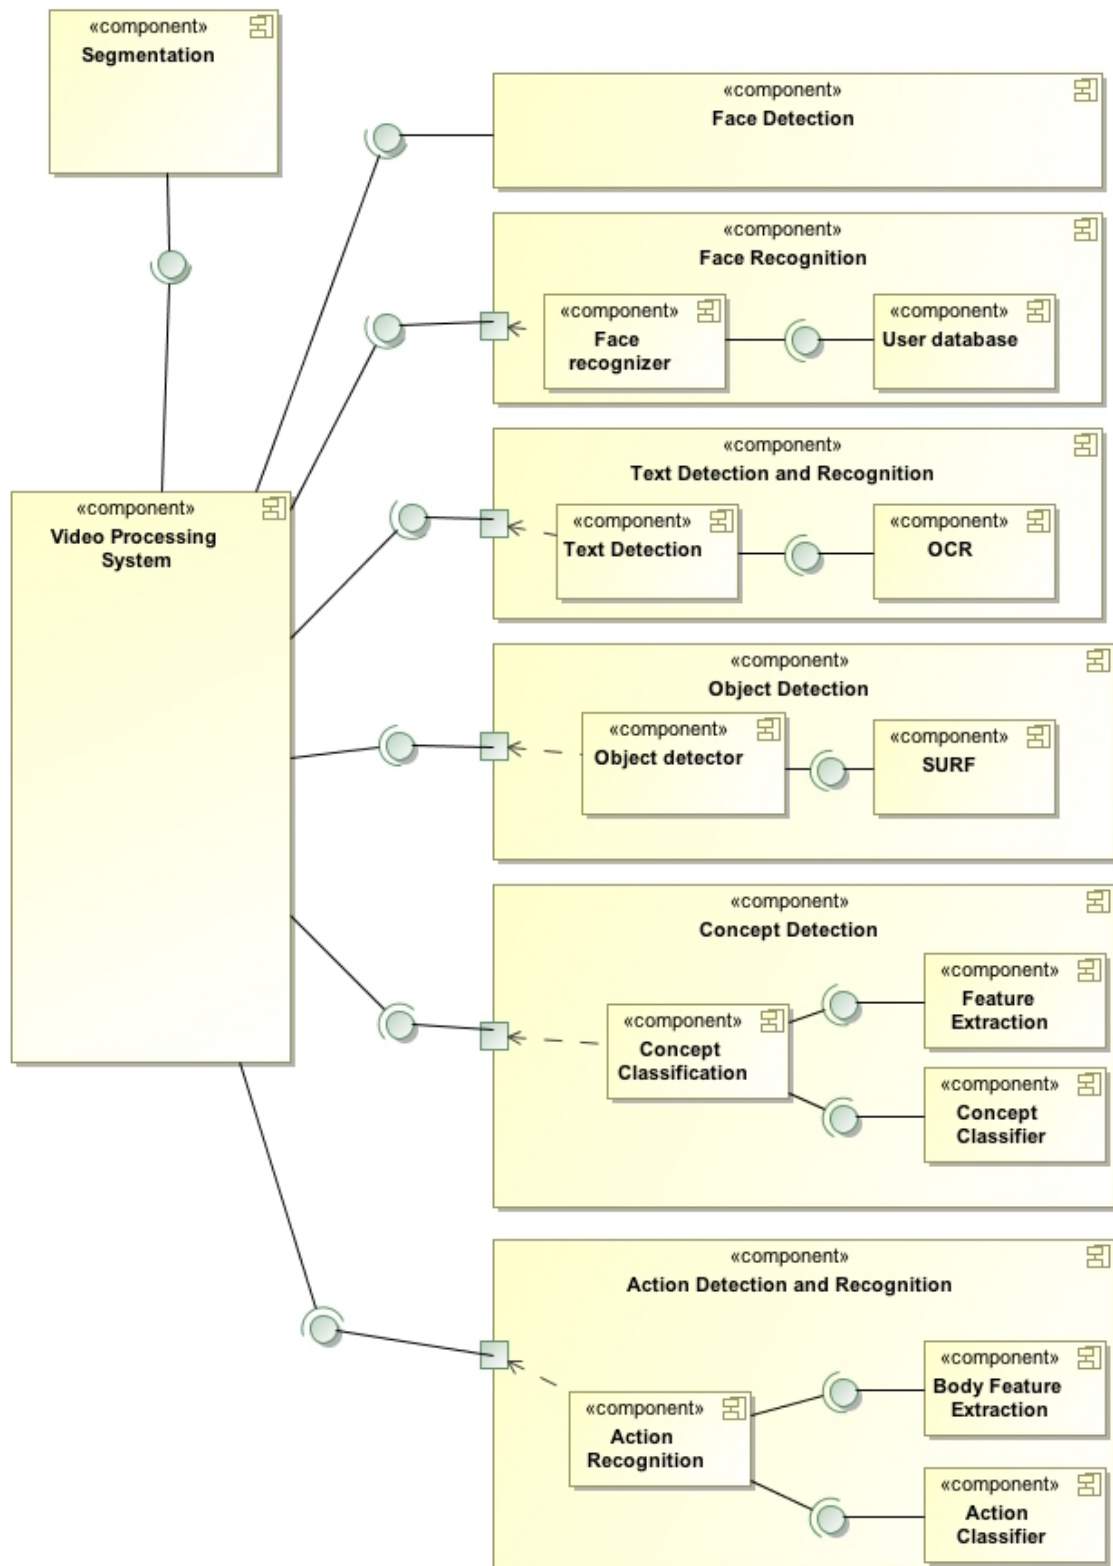 «component»
Segmentation
«component»
Face Detection
«component»
Face Recognition
«component»
Face
recognizer
«component»
User database
«component»
Text Detection and Recognition
«component»
Video Processing
System
«component»
Text Detection
«component»
OCR
«component»
Object Detection
«component»
Object detector
«component»
SURF
«component»
Concept Detection
«component»
Feature
Extraction
«component»
Concept
Classification
«component»
Concept
Classifier
«component»
Action Detection and Recognition
«component»
Body Feature
Extraction
«component»
Action
Recognition
«component»
Action
Classifier